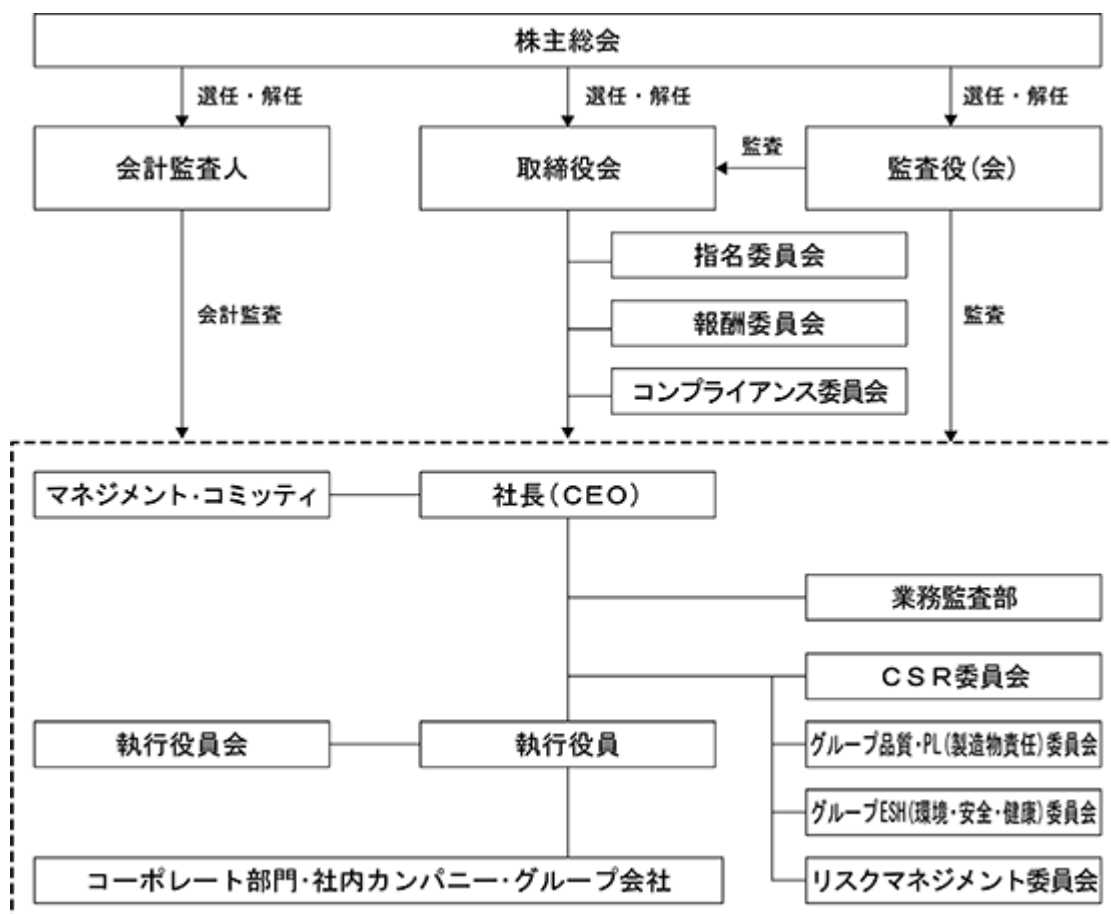 株主総会
選任・解任
選任・解任
選任・解任
会計監査人
取締役会
監査
監査役(会)
指名委員会
会計監査
報酬委員会
監査
コンプライアンス委員会
マネジメント・コミッティ
社長(CEO)
業務監査部
CSR委員会
執行役員会
執行役員
グループ品質・PL(製造物責任)委員会
グループESH(環境・安全・健康)委員会
コーポレート部門・社内カンパニー・グループ会社
リスクマネジメント委員会